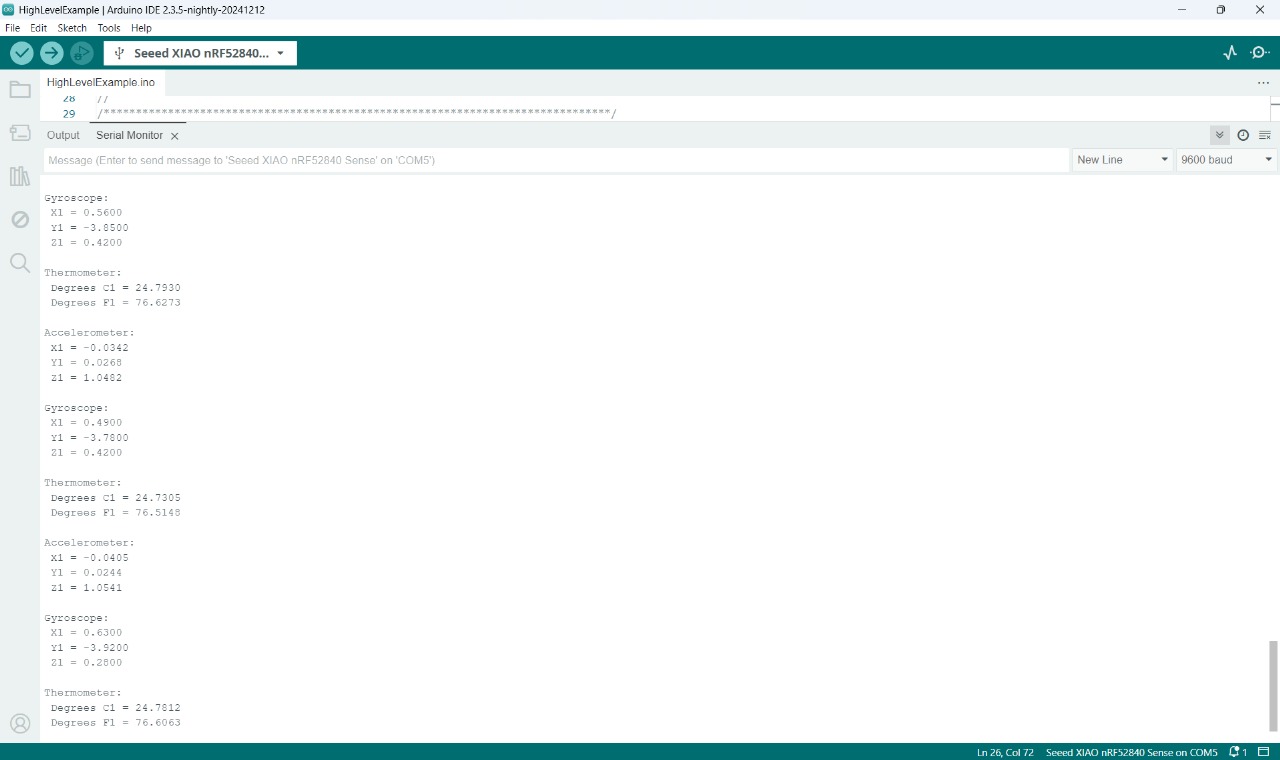 HighLevelExample | Arduino IDE 2.3.5-nightly-20241212
File Edit Sketch Tools Help
Seeed XIAO nRF52840...
HighLevelExample.ino
28 //
29
Output Serial Monitor
Message (Enter to send message to 'Seeed XIAO nRF52840 Sense' on 'COM5')
New Line
9600 baud
Gyroscope:
X1 = 0.5600
Y1 = -3.8500
Z1 = 0.4200
Thermometer:
Degrees C1 = 24.7930
Degrees F1 = 76.6273
Accelerometer:
X1 = -0.0342
Y1 = 0.0268
Z1 = 1.0482
Gyroscope:
X1 = 0.4900
Y1 = -3.7800
Z1 = 0.4200
Thermometer:
Degrees C1 = 24.7305
Degrees F1 = 76.5148
Accelerometer:
X1 = -0.0405
Y1 = 0.0244
Z1 = 1.0541
Gyroscope:
X1 = 0.6300
Y1 = -3.9200
Z1 = 0.2800
Thermometer:
Degrees C1 = 24.7812
Degrees F1 = 76.6063
Ln 26, Col 72 Seeed XIAO nRF52840 Sense on COM5 1